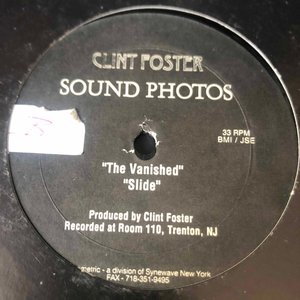 CLINT FOSTER
SOUND PHOTOS
33 RPM
BMI / JSE
"The Vanished"
"Slide"
Produced by Clint Foster
Recorded at Room 110, Trenton, NJ
- a division of Synewave New York
FAX - 718-351-9495